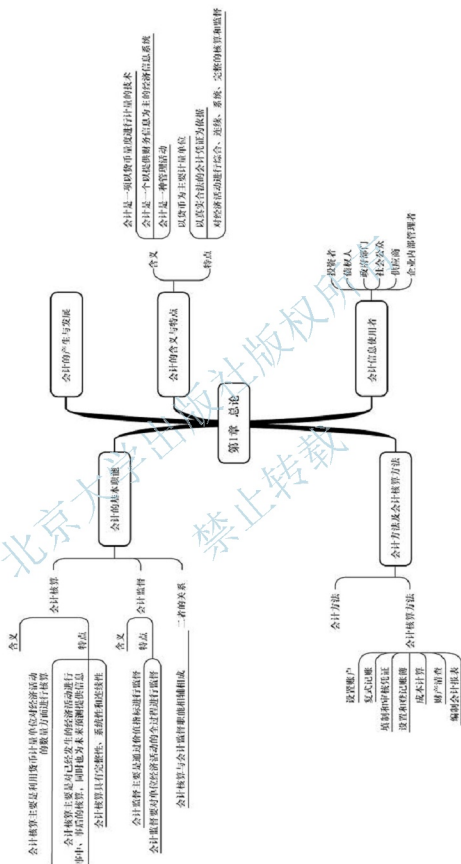 第1章 总论
会计的产生与发展
会计的含义与特点
含义
会计是一项以货币量度进行计量的技术
会计是一个以提供财务信息为主的经济信息系统
会计是一种管理活动
特点
以货币为主要计量单位
以真实合法的会计凭证为依据
对经济活动进行综合、连续、系统、完整的核算和监督
会计信息使用者
投资者
债权人
政府部门
社会公众
供应商
企业内部管理者
会计的基本职能
会计核算
含义
会计核算主要是利用货币计量单位对经济活动
的数量方面进行核算
特点
会计核算主要是对已经发生的经济活动进行
事中、事后的核算,同时也为未来预测提供信息
会计核算具有完整性、系统性和连续性
会计监督
含义
会计监督主要是通过价值指标进行监督
特点
会计监督要对单位经济活动的全过程进行监督
二者的关系
会计核算与会计监督职能相辅相成
会计方法及会计核算方法
会计方法
会计核算方法
设置账户
复式记账
填制和审核凭证
设置和登记账簿
成本计算
财产清查
编制会计报表
北京大学出版社版权所有
禁止转载